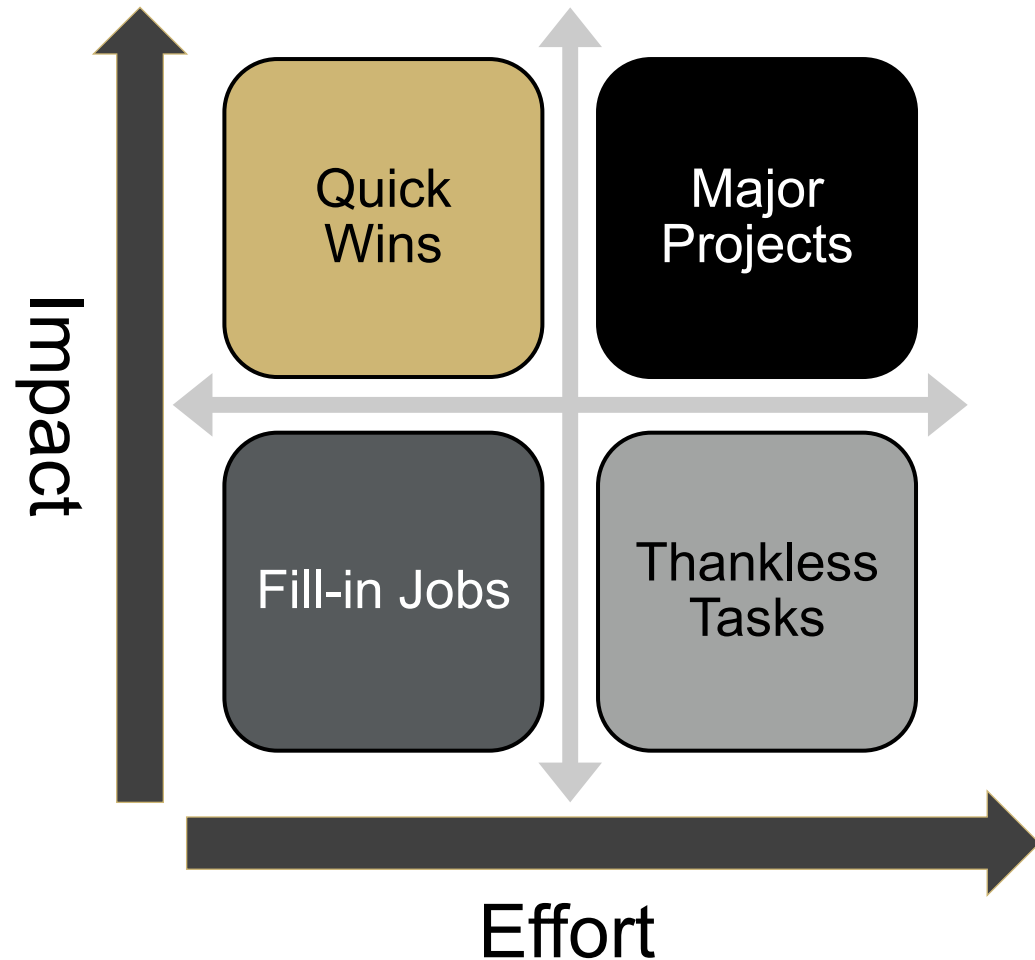 Quick
Wins
Major
Projects
Impact
Fill-in Jobs
Thankless
Tasks
Effort